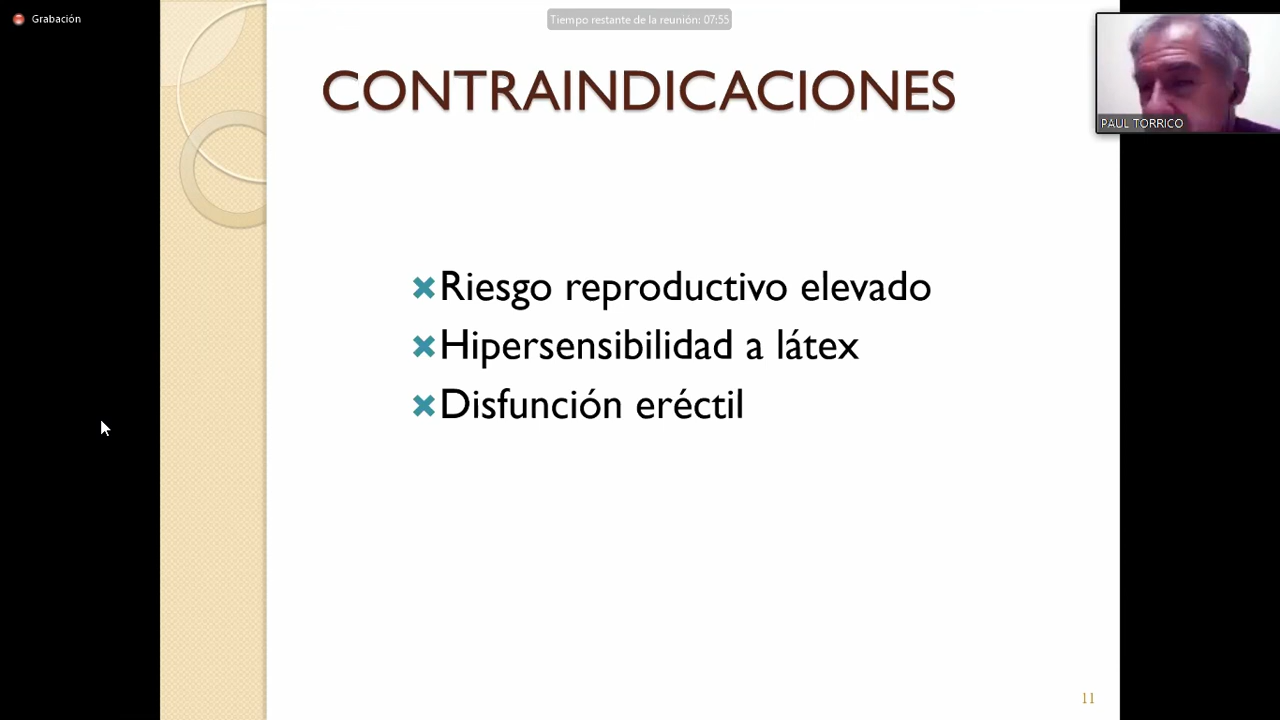 Grabación
Tiempo restante de la reunión: 07:55
CONTRAINDICACIONES
PAUL TORRICO
Riesgo reproductivo elevado
Hipersensibilidad a látex
Disfunción eréctil
11